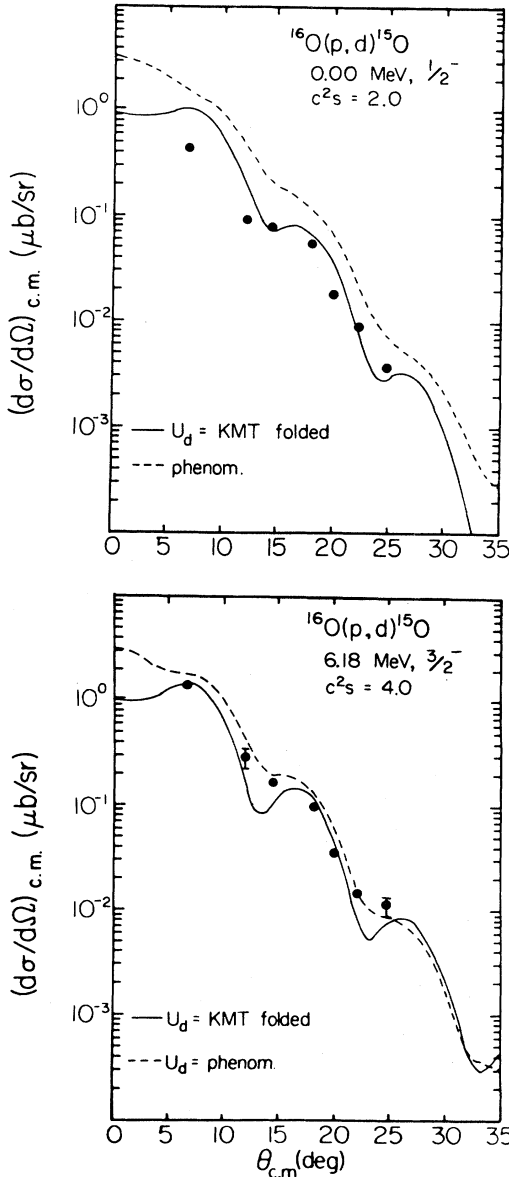 ¹⁶O(p,d)¹⁵O
0.00 MeV, ½⁻
c²s = 2.0
(dσ/dΩ)c.m. (μb/sr)
10⁰
10⁻¹
10⁻²
10⁻³
U_d = KMT folded
phenom.
0 5 10 15 20 25 30 35
¹⁶O(p,d)¹⁵O
6.18 MeV, 3/2⁻
c²s = 4.0
(dσ/dΩ)c.m. (μb/sr)
10⁰
10⁻¹
10⁻²
10⁻³
U_d = KMT folded
U_d = phenom.
0 5 10 15 20 25 30 35
θc.m (deg)